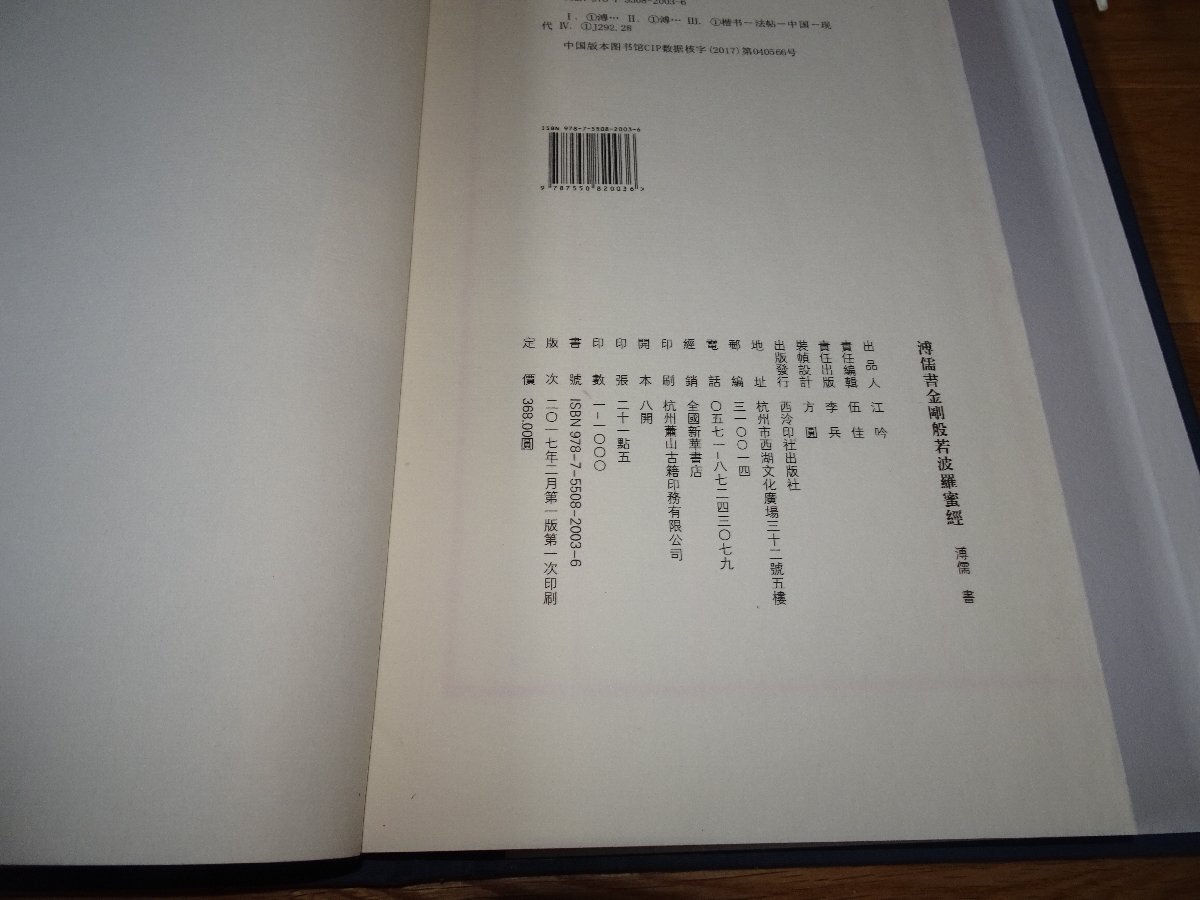 Ⅰ. ①溥… Ⅱ. ①溥… Ⅲ. ①楷书－法帖－中国－现
代 Ⅳ. ①J292.28
中国版本图书馆CIP数据核字(2017)第040566号
ISBN 978-7-5508-2003-6
9 787550 820036 >
溥儒書金剛般若波羅蜜經 溥儒 書
出品人 江吟
責任編輯 伍佳
責任出版 李兵
裝幀設計 方圓
出版發行 西泠印社出版社
地址 杭州市西湖文化廣場三十二號五樓
郵編 三一〇〇一四
電話 〇五七一－八七二四三〇七九
經銷 全國新華書店
印刷 杭州蕭山古籍印務有限公司
開本 八開
印張 二十一點五
印數 一－一〇〇〇
書號 ISBN 978-7-5508-2003-6
版次 二〇一七年二月第一版第一次印刷
定價 368.00圓